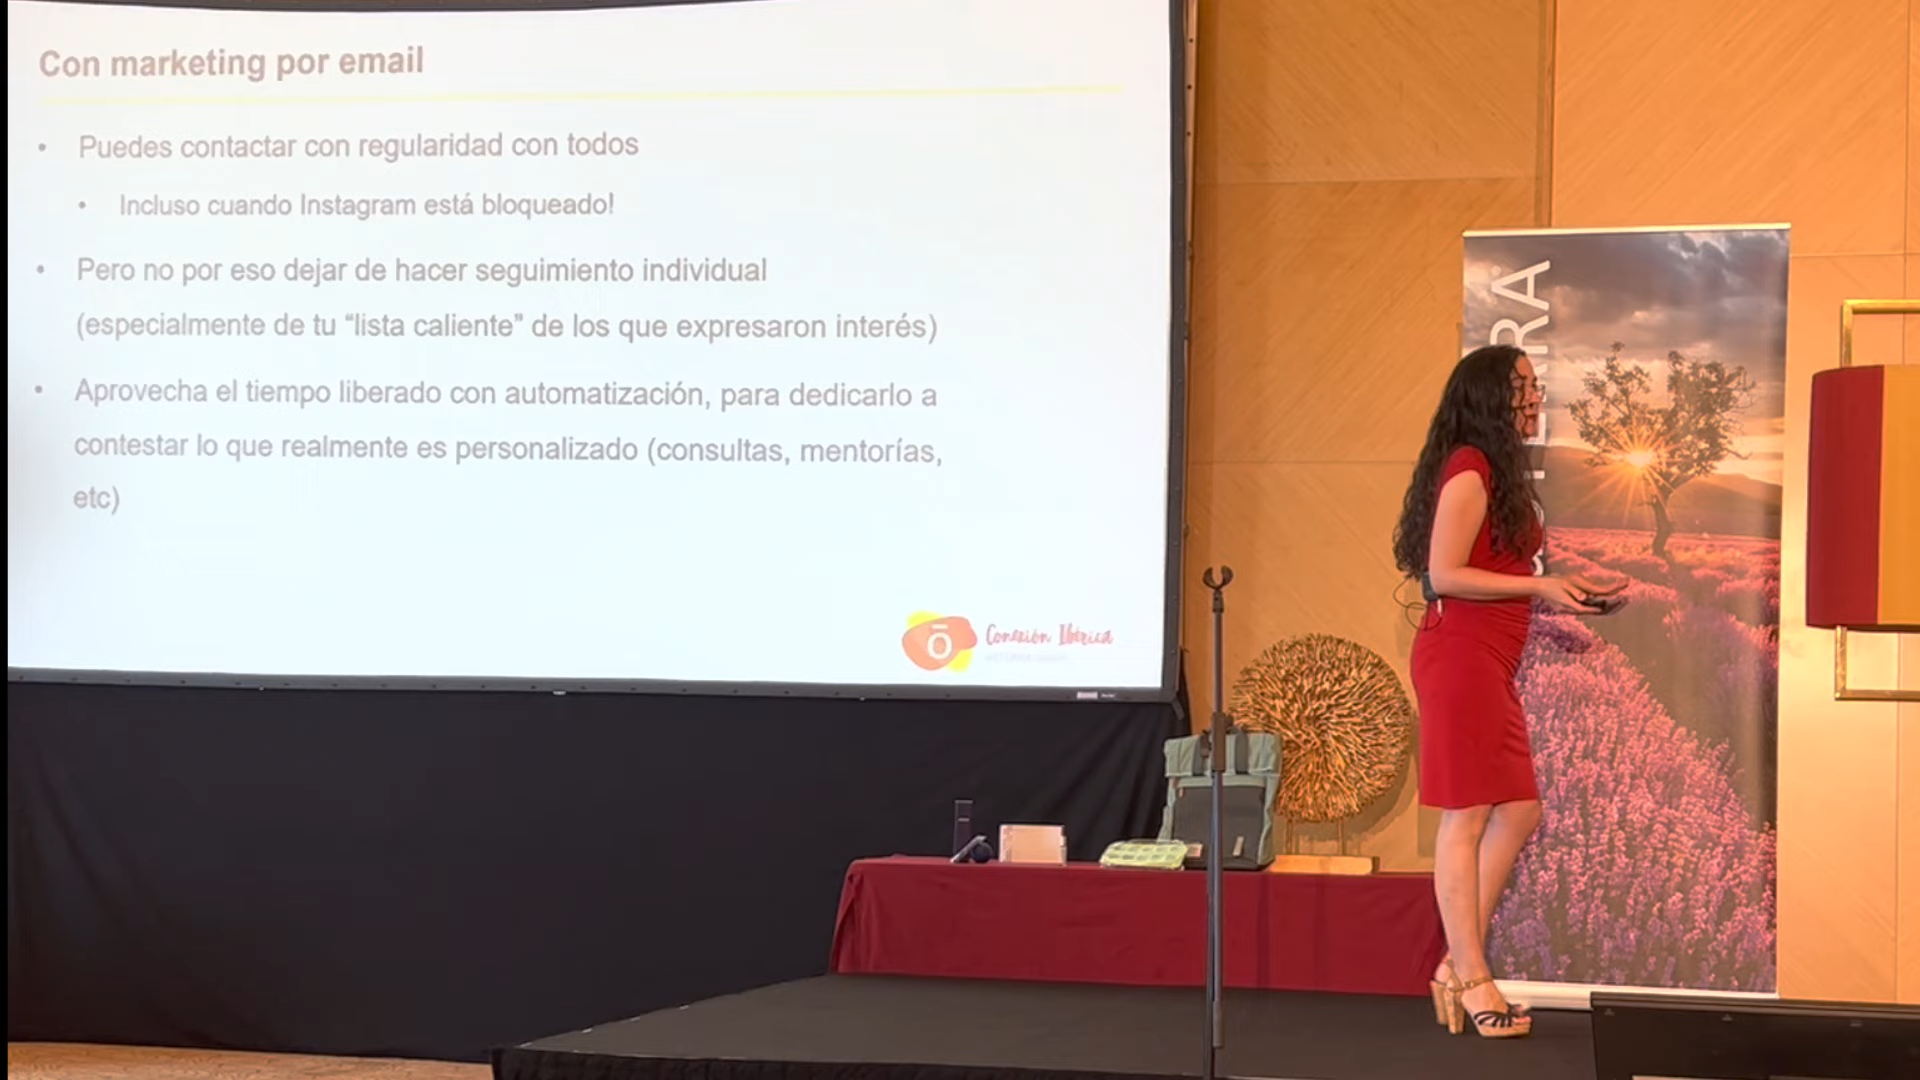 Con marketing por email
• Puedes contactar con regularidad con todos
• Incluso cuando Instagram está bloqueado!
• Pero no por eso dejar de hacer seguimiento individual
(especialmente de tu “lista caliente” de los que expresaron interés)
• Aprovecha el tiempo liberado con automatización, para dedicarlo a
contestar lo que realmente es personalizado (consultas, mentorías,
etc)
ō Conexión Ibérica